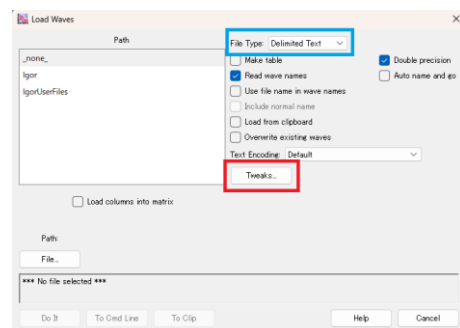 Load Waves
Path
File Type: Delimited Text
_none_
Igor
IgorUserFiles
Make table
Double precision
Read wave names
Auto name and go
Use file name in wave names
Include normal name
Load from clipboard
Overwrite existing waves
Text Encoding: Default
Tweaks...
Load columns into matrix
Path:
File...
*** No file selected ***
Do It
To Cmd Line
To Clip
Help
Cancel